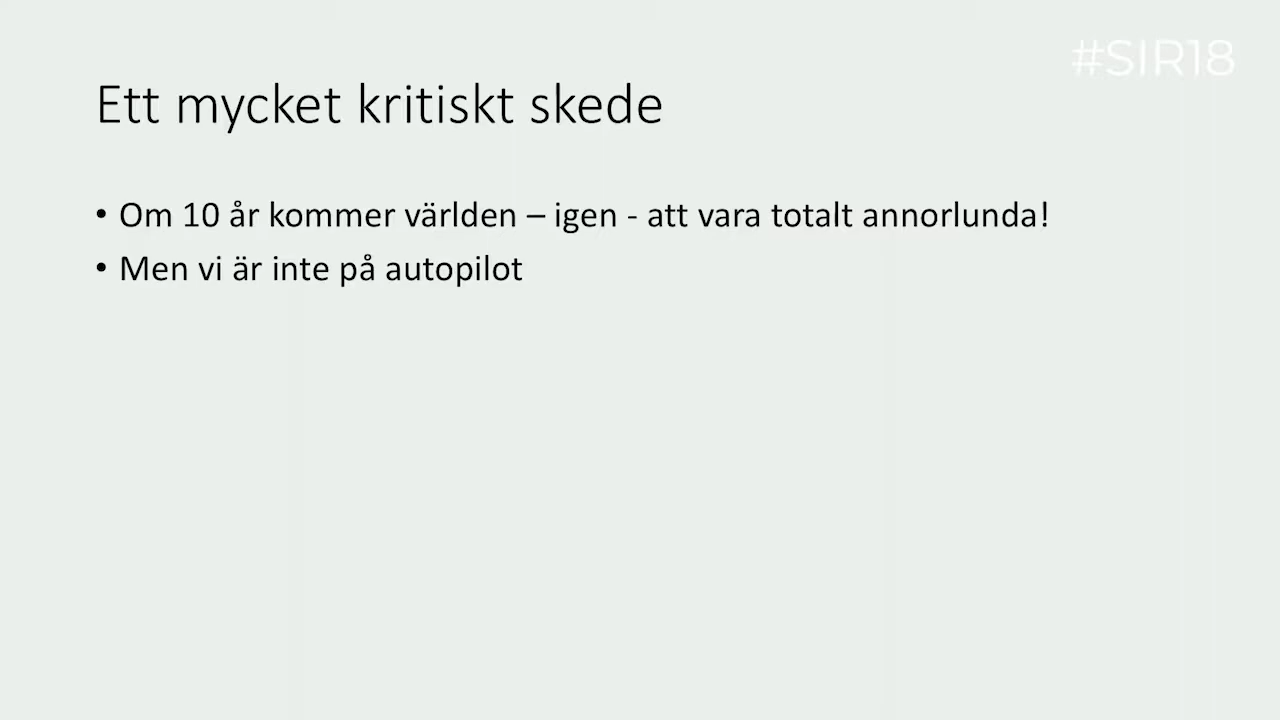 #SIR18
Ett mycket kritiskt skede
• Om 10 år kommer världen – igen - att vara totalt annorlunda!
• Men vi är inte på autopilot